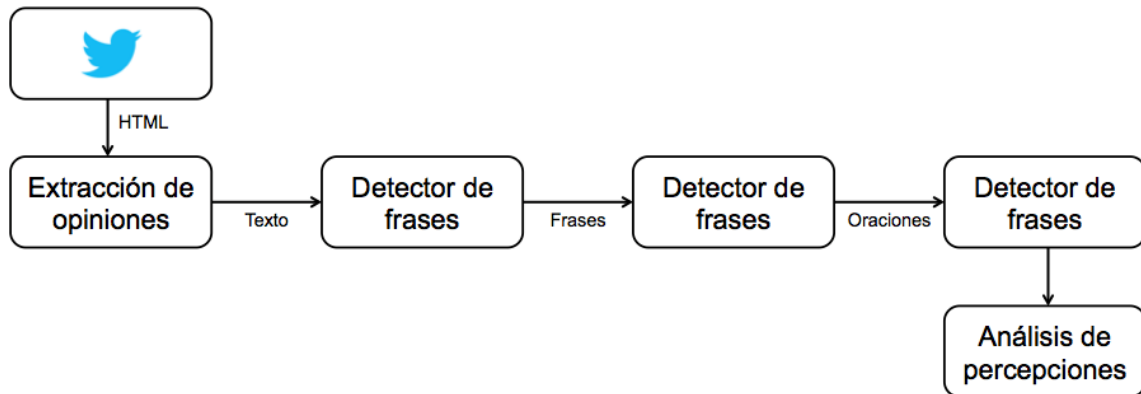 HTML
Extracción de
opiniones
Texto
Detector de
frases
Frases
Detector de
frases
Oraciones
Detector de
frases
Análisis de
percepciones